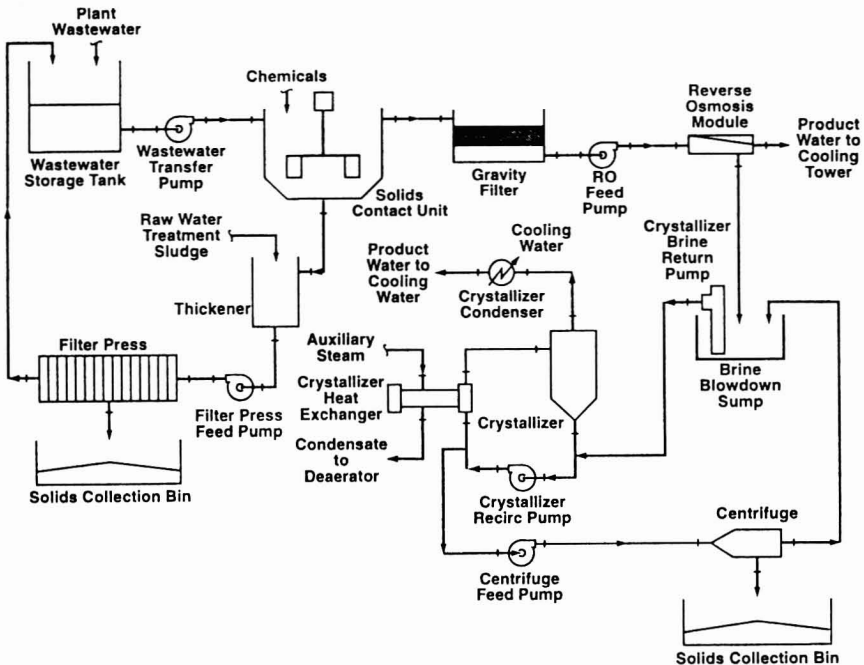 Plant
Wastewater
Chemicals
Reverse
Osmosis
Module
Product
Water to
Cooling
Tower
Wastewater
Storage Tank
Wastewater
Transfer
Pump
Gravity
Filter
RO
Feed
Pump
Solids
Contact Unit
Raw Water
Treatment
Sludge
Cooling
Water
Product
Water to
Cooling
Water
Crystallizer
Condenser
Crystallizer
Brine
Return
Pump
Thickener
Filter Press
Auxiliary
Steam
Crystallizer
Heat
Exchanger
Crystallizer
Brine
Blowdown
Sump
Filter Press
Feed Pump
Condensate
to
Deaerator
Solids Collection Bin
Crystallizer
Recirc Pump
Centrifuge
Centrifuge
Feed Pump
Solids Collection Bin